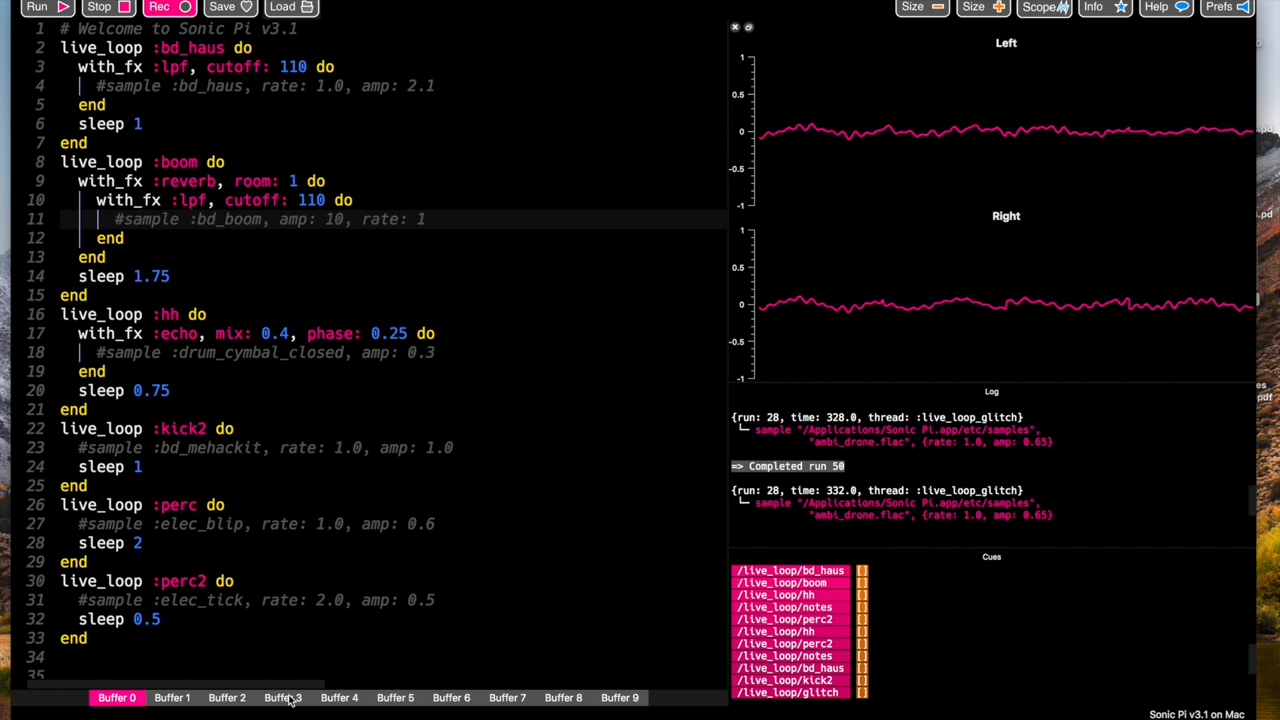 Run Stop Rec Save Load Size Size Scope Info Help Prefs
1 # Welcome to Sonic Pi v3.1
2 live_loop :bd_haus do
3 with_fx :lpf, cutoff: 110 do
4 #sample :bd_haus, rate: 1.0, amp: 2.1
5 end
6 sleep 1
7 end
8 live_loop :boom do
9 with_fx :reverb, room: 1 do
10 with_fx :lpf, cutoff: 110 do
11 #sample :bd_boom, amp: 10, rate: 1
12 end
13 end
14 sleep 1.75
15 end
16 live_loop :hh do
17 with_fx :echo, mix: 0.4, phase: 0.25 do
18 #sample :drum_cymbal_closed, amp: 0.3
19 end
20 sleep 0.75
21 end
22 live_loop :kick2 do
23 #sample :bd_mehackit, rate: 1.0, amp: 1.0
24 sleep 1
25 end
26 live_loop :perc do
27 #sample :elec_blip, rate: 1.0, amp: 0.6
28 sleep 2
29 end
30 live_loop :perc2 do
31 #sample :elec_tick, rate: 2.0, amp: 0.5
32 sleep 0.5
33 end
34
35
Buffer 0 Buffer 1 Buffer 2 Buffer 3 Buffer 4 Buffer 5 Buffer 6 Buffer 7 Buffer 8 Buffer 9
Left
1
0.5
0
-0.5
-1
Right
1
0.5
0
-0.5
-1
Log
{run: 28, time: 328.0, thread: :live_loop_glitch}
└─ sample "/Applications/Sonic Pi.app/etc/samples",
"ambi_drone.flac", {rate: 1.0, amp: 0.65}
=> Completed run 50
{run: 28, time: 332.0, thread: :live_loop_glitch}
└─ sample "/Applications/Sonic Pi.app/etc/samples",
"ambi_drone.flac", {rate: 1.0, amp: 0.65}
Cues
/live_loop/bd_haus []
/live_loop/boom []
/live_loop/hh []
/live_loop/notes []
/live_loop/perc2 []
/live_loop/hh []
/live_loop/perc2 []
/live_loop/notes []
/live_loop/bd_haus []
/live_loop/kick2 []
/live_loop/glitch []
Sonic Pi v3.1 on Mac